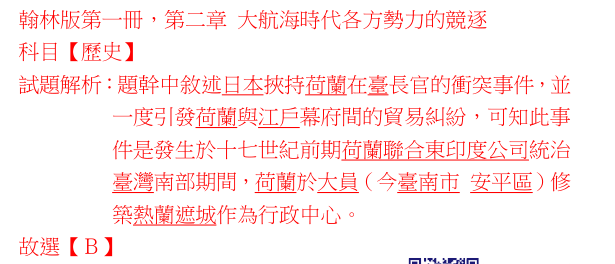 翰林版第一冊，第二章 大航海時代各方勢力的競逐
科目【歷史】
試題解析：題幹中敘述日本挾持荷蘭在臺長官的衝突事件，並
一度引發荷蘭與江戶幕府間的貿易糾紛，可知此事
件是發生於十七世紀前期荷蘭聯合東印度公司統治
臺灣南部期間，荷蘭於大員（今臺南市 安平區）修
築熱蘭遮城作為行政中心。
故選【Ｂ】